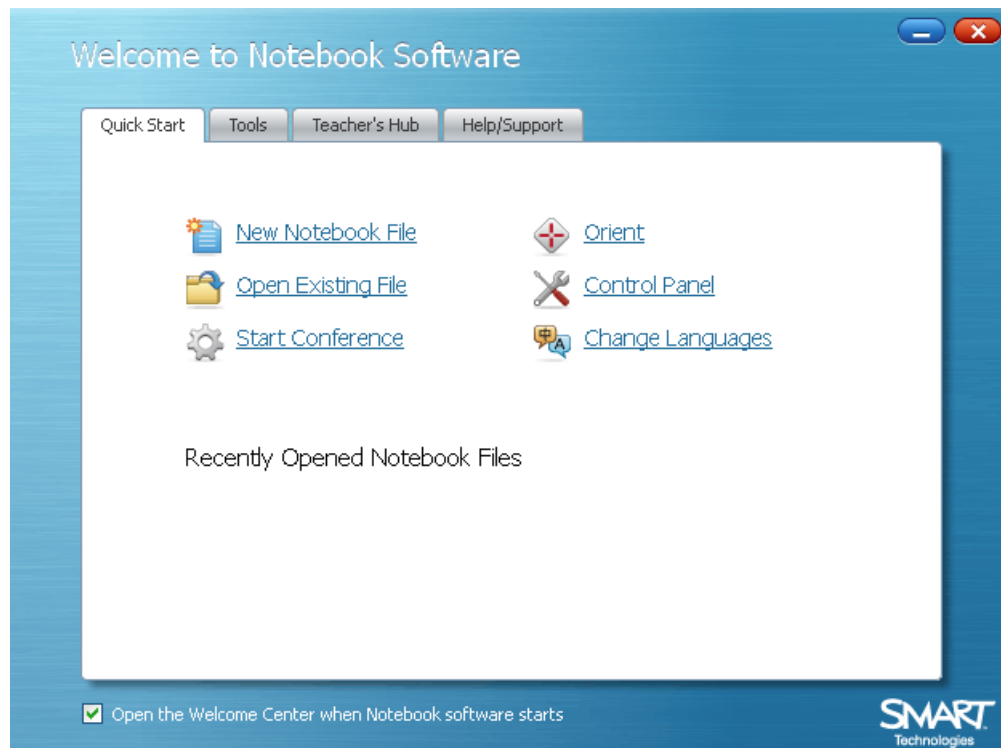 Welcome to Notebook Software
Quick Start
Tools
Teacher's Hub
Help/Support
New Notebook File
Orient
Open Existing File
Control Panel
Start Conference
Change Languages
中
A
Recently Opened Notebook Files
Open the Welcome Center when Notebook software starts
SMART
Technologies